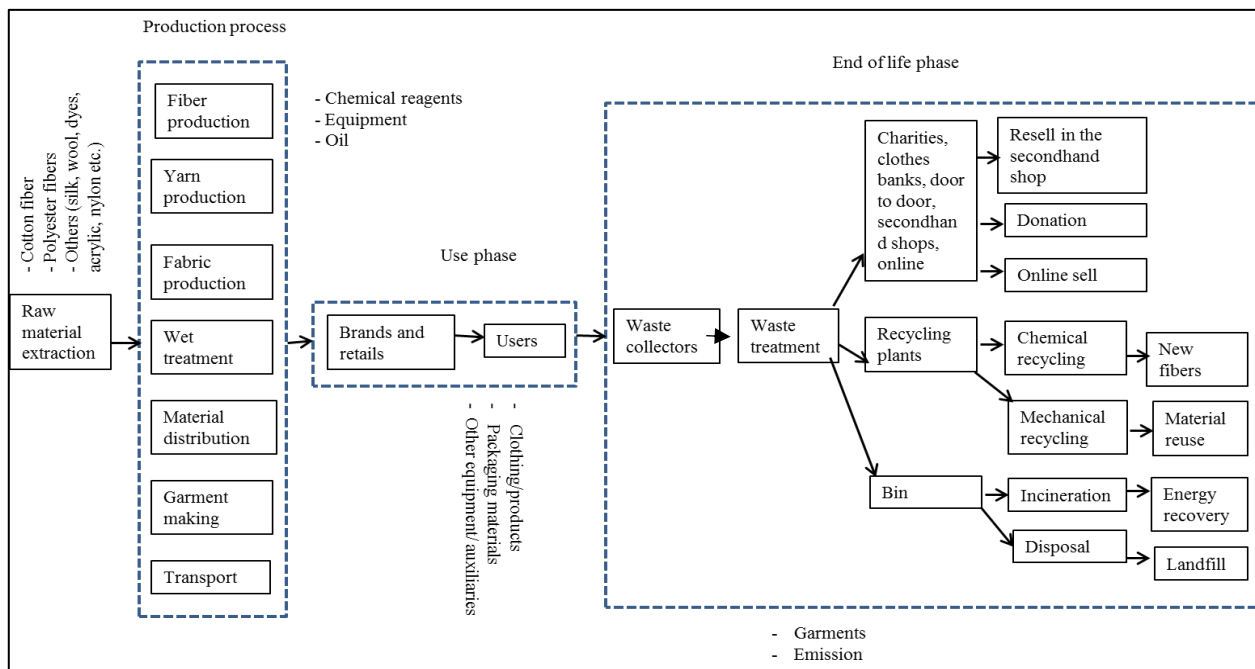 Production process
Fiber
production
Yarn
production
Fabric
production
Wet
treatment
Material
distribution
Garment
making
Transport
- Cotton fiber
- Polyester fibers
- Others (silk, wool, dyes,
acrylic, nylon etc.)
Raw
material
extraction
- Chemical reagents
- Equipment
- Oil
Use phase
Brands and
retails
Users
- Clothing/products
- Packaging materials
- Other equipment/ auxiliaries
End of life phase
Waste
collectors
Waste
treatment
Charities,
clothes
banks, door
to door,
secondhan
d shops,
online
Resell in the
secondhand
shop
Donation
Online sell
Recycling
plants
Chemical
recycling
New
fibers
Mechanical
recycling
Material
reuse
Bin
Incineration
Energy
recovery
Disposal
Landfill
- Garments
- Emission